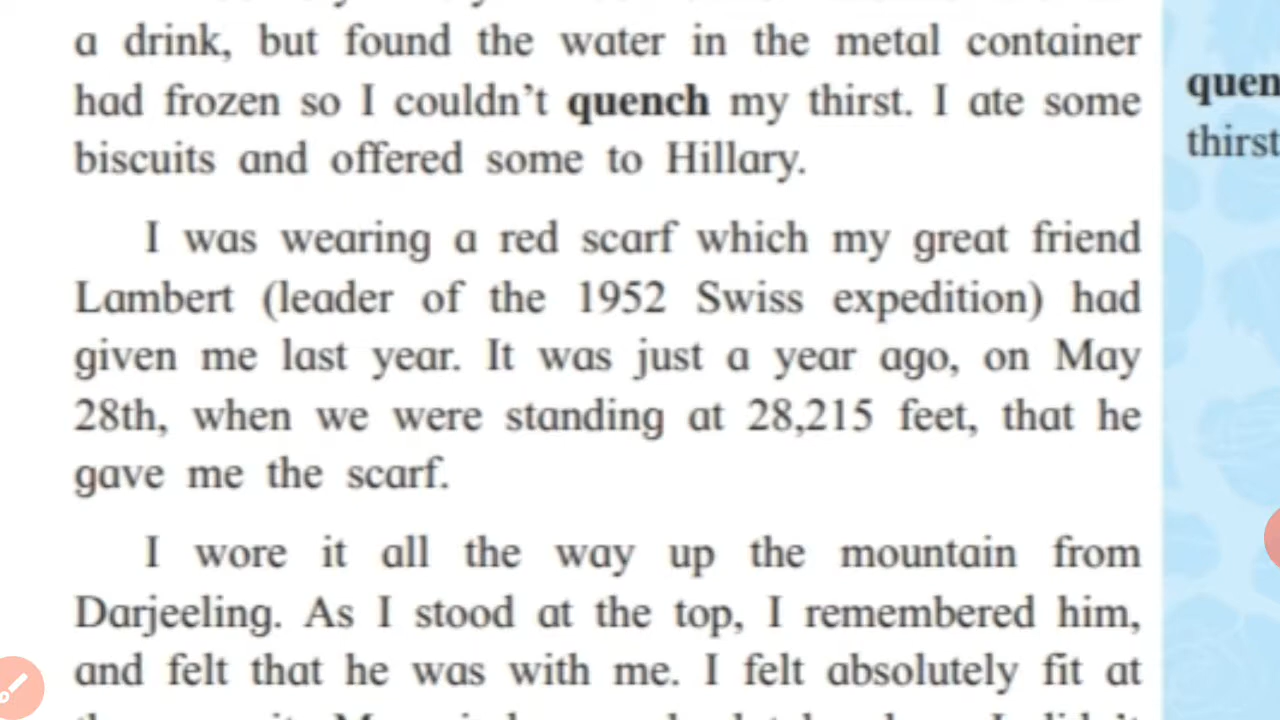 a drink, but found the water in the metal container
had frozen so I couldn't quench my thirst. I ate some
biscuits and offered some to Hillary.
I was wearing a red scarf which my great friend
Lambert (leader of the 1952 Swiss expedition) had
given me last year. It was just a year ago, on May
28th, when we were standing at 28,215 feet, that he
gave me the scarf.
I wore it all the way up the mountain from
Darjeeling. As I stood at the top, I remembered him,
and felt that he was with me. I felt absolutely fit at
thirst